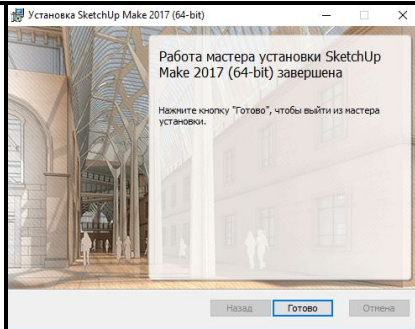 Установка SketchUp Make 2017 (64-bit)
Работа мастера установки SketchUp
Make 2017 (64-bit) завершена
Нажмите кнопку "Готово", чтобы выйти из мастера
установки.
Назад Готово Отмена